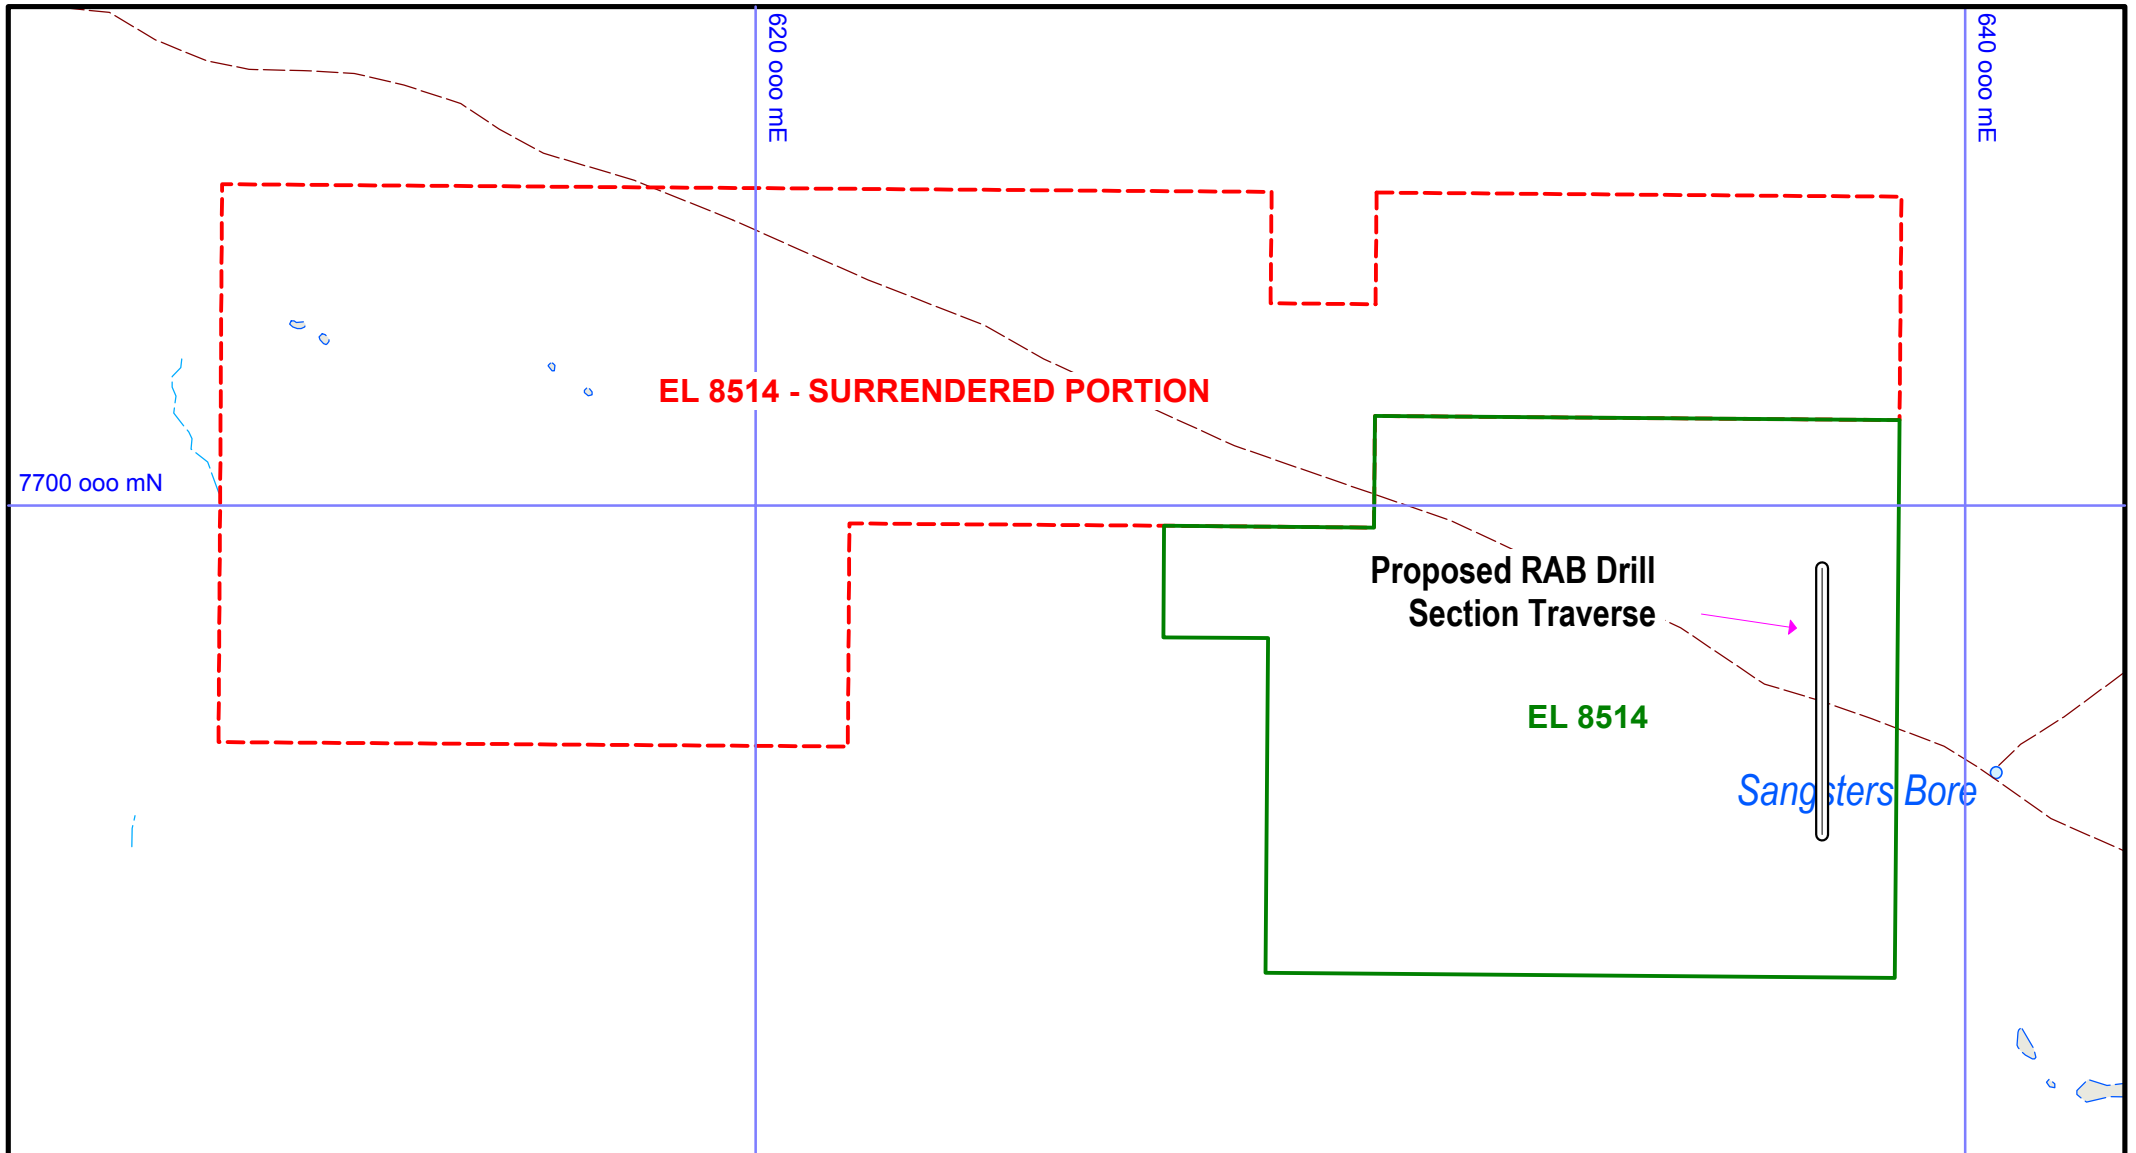 620 ooo mE
640 ooo mE
EL 8514 - SURRENDERED PORTION
7700 ooo mN
Proposed RAB Drill
Section Traverse
EL 8514
Sangsters Bore